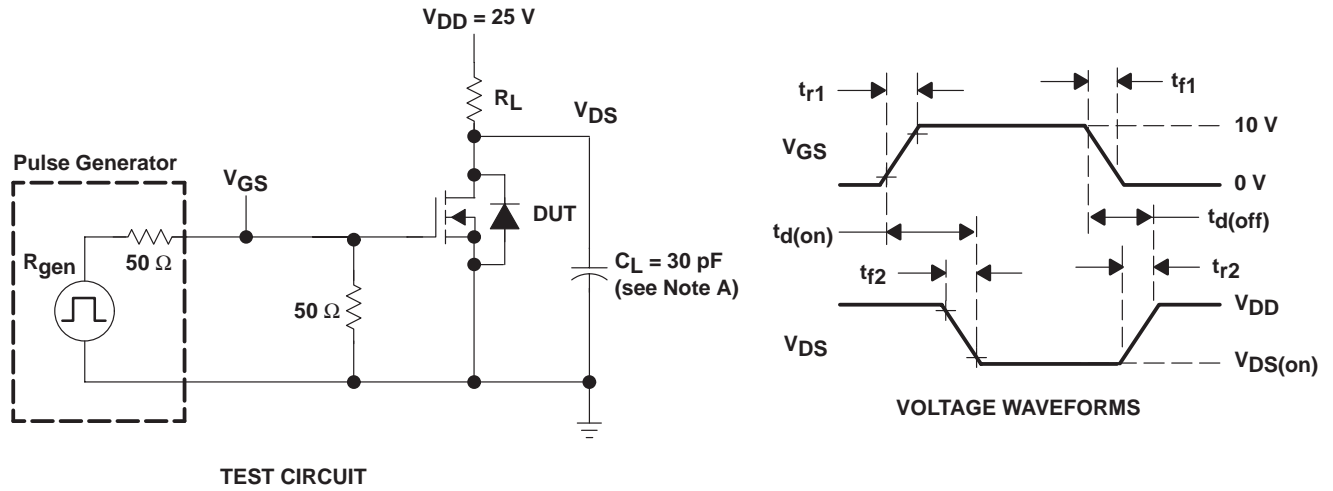 VDD = 25 V
RL
VDS
Pulse Generator
VGS
Rgen
50 Ω
50 Ω
DUT
CL = 30 pF
(see Note A)
TEST CIRCUIT
tr1
tf1
VGS
10 V
0 V
td(on)
td(off)
tf2
tr2
VDS
VDD
VDS(on)
VOLTAGE WAVEFORMS